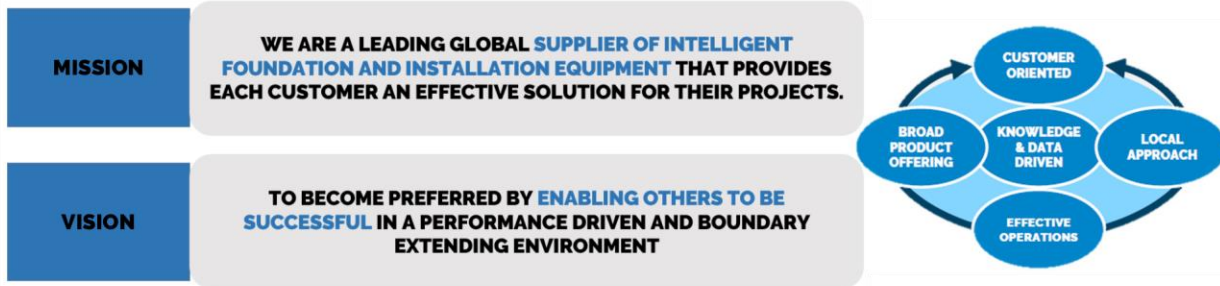 MISSION
WE ARE A LEADING GLOBAL SUPPLIER OF INTELLIGENT
FOUNDATION AND INSTALLATION EQUIPMENT THAT PROVIDES
EACH CUSTOMER AN EFFECTIVE SOLUTION FOR THEIR PROJECTS.
VISION
TO BECOME PREFERRED BY ENABLING OTHERS TO BE
SUCCESSFUL IN A PERFORMANCE DRIVEN AND BOUNDARY
EXTENDING ENVIRONMENT
CUSTOMER
ORIENTED
BROAD
PRODUCT
OFFERING
KNOWLEDGE
& DATA
DRIVEN
LOCAL
APPROACH
EFFECTIVE
OPERATIONS